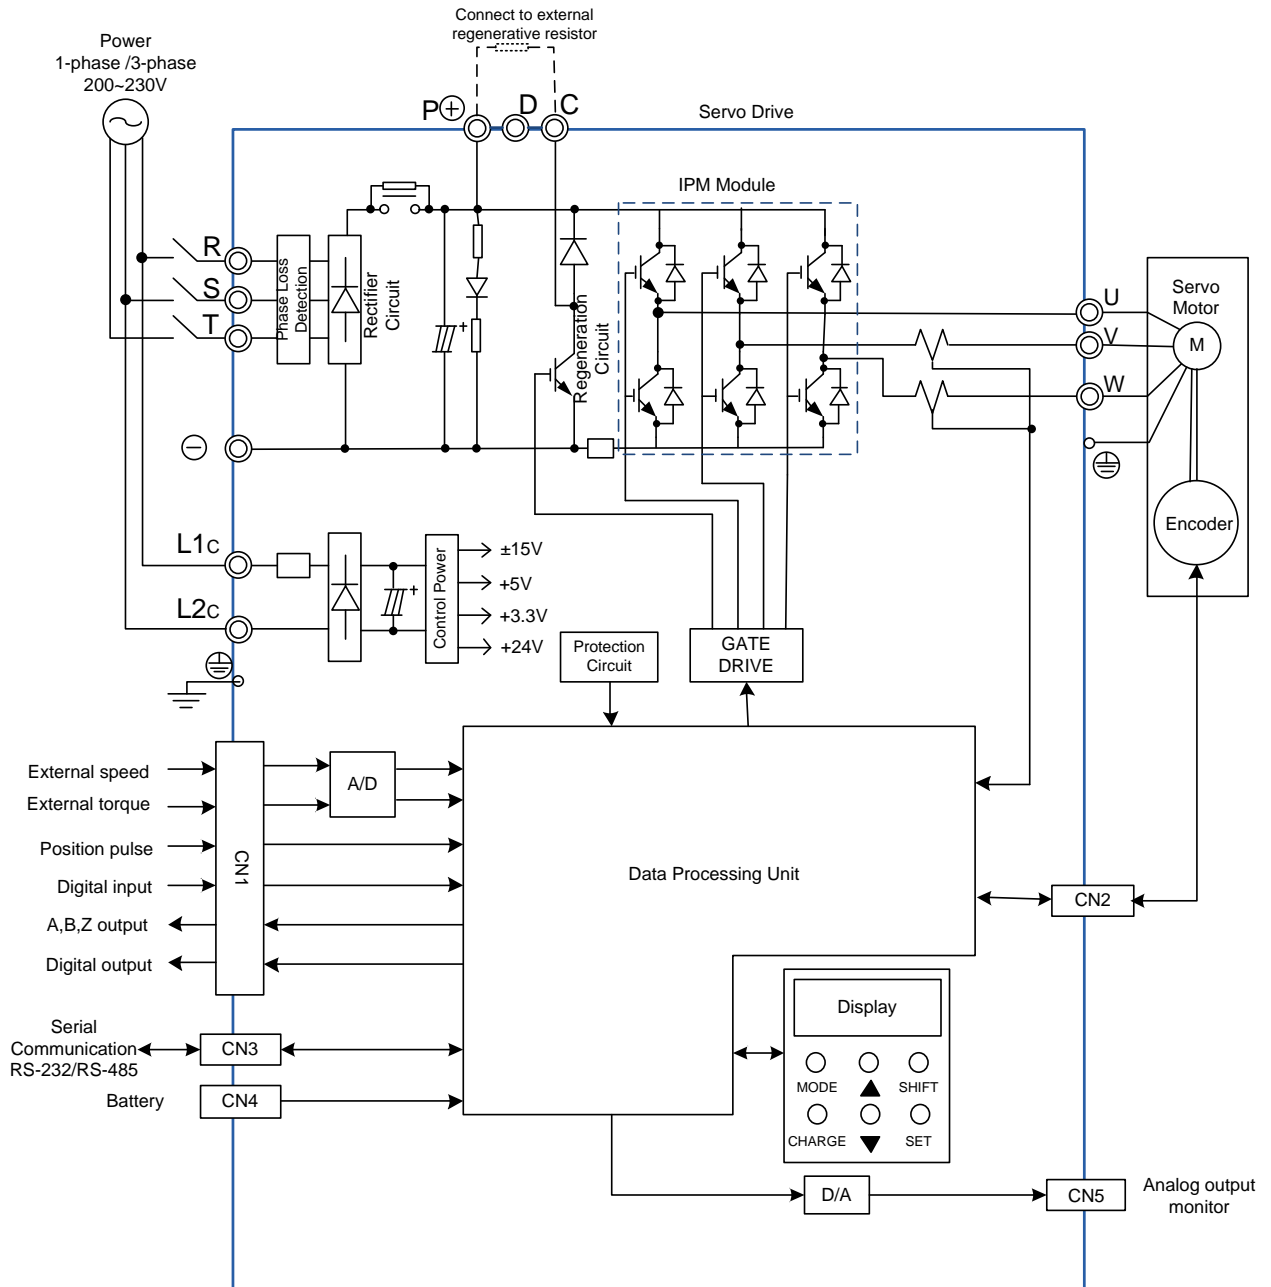 Connect to external
regenerative resistor
Power
1-phase /3-phase
200~230V
P
D
C
Servo Drive
IPM Module
R
S
T
Phase Loss
Detection
Rectifier
Circuit
+
Regeneration
Circuit
U
V
W
Servo
Motor
M
Encoder
L1C
L2C
+
Control Power
±15V
+5V
+3.3V
+24V
Protection
Circuit
GATE
DRIVE
External speed
External torque
Position pulse
Digital input
A,B,Z output
Digital output
CN1
A/D
Data Processing Unit
CN2
Serial
Communication
RS-232/RS-485
CN3
Battery
CN4
Display
MODE
SHIFT
CHARGE
SET
D/A
CN5
Analog output
monitor